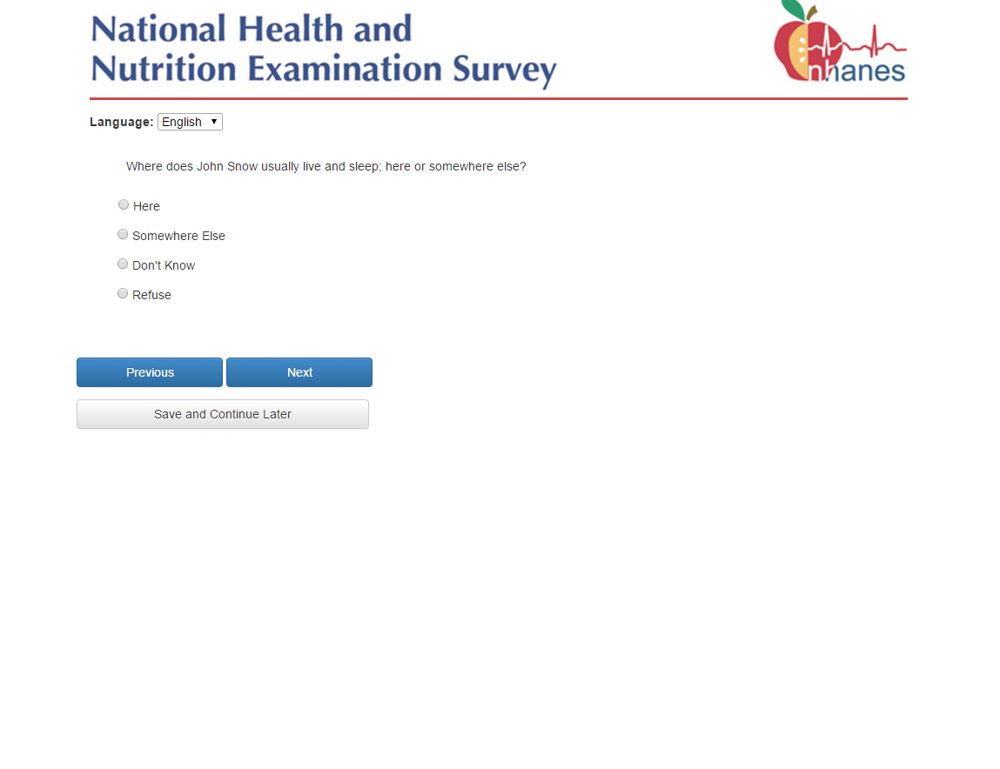 National Health and
Nutrition Examination Survey
nhanes
Language: English
Where does John Snow usually live and sleep; here or somewhere else?
Here
Somewhere Else
Don't Know
Refuse
Previous Next
Save and Continue Later